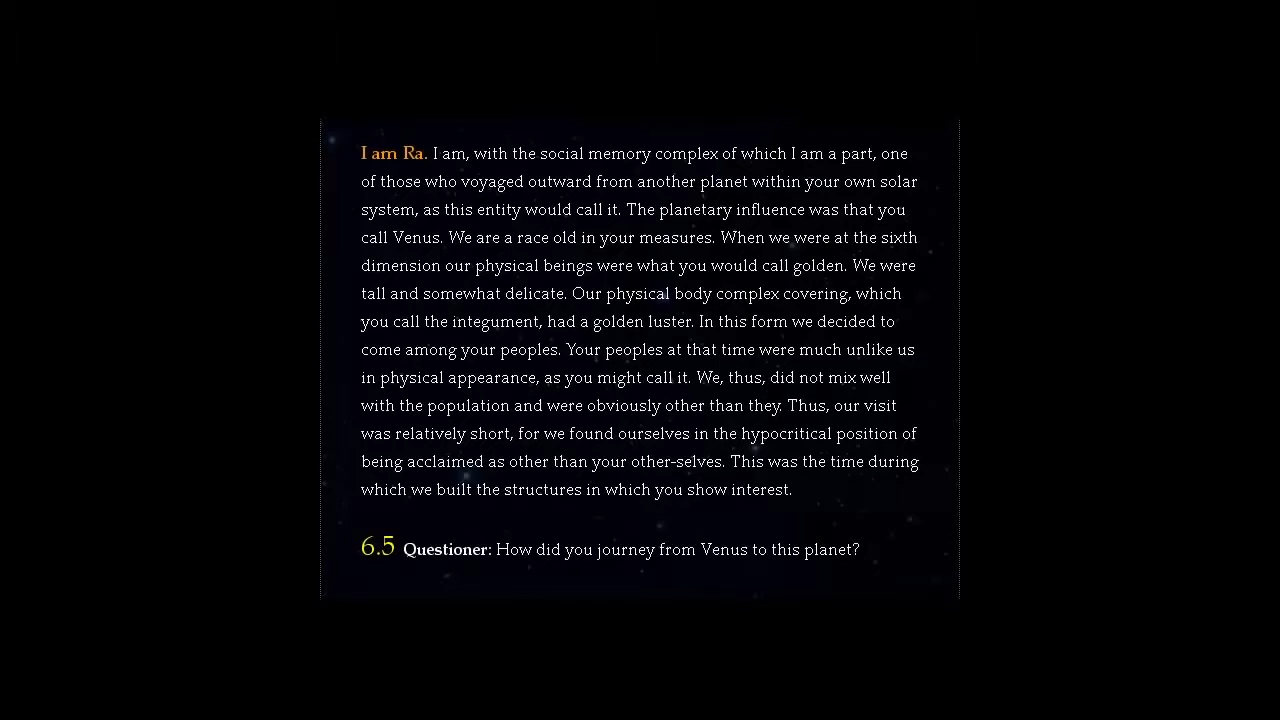 I am Ra. I am, with the social memory complex of which I am a part, one
of those who voyaged outward from another planet within your own solar
system, as this entity would call it. The planetary influence was that you
call Venus. We are a race old in your measures. When we were at the sixth
dimension our physical beings were what you would call golden. We were
tall and somewhat delicate. Our physical body complex covering, which
you call the integument, had a golden luster. In this form we decided to
come among your peoples. Your peoples at that time were much unlike us
in physical appearance, as you might call it. We, thus, did not mix well
with the population and were obviously other than they. Thus, our visit
was relatively short, for we found ourselves in the hypocritical position of
being acclaimed as other than your other-selves. This was the time during
which we built the structures in which you show interest.
6.5 Questioner: How did you journey from Venus to this planet?